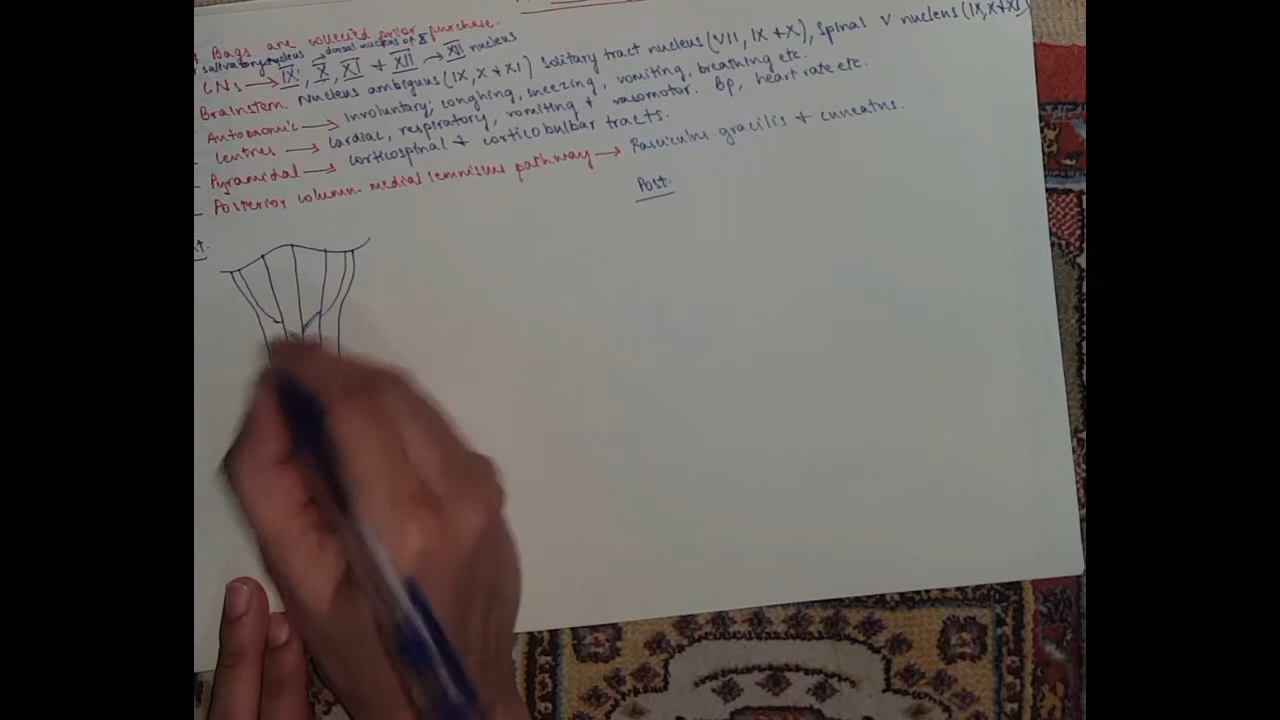 Bags are covered prior purchase.
salivatory nucleus dorsal nucleus of X
CNs → IX, X, XI + XII → XII nucleus
Brainstem. Nucleus ambiguus (IX, X + XI) Solitary tract nucleus (VII, IX + X), Spinal V nucleus (IX, X + XI)
Autonomic → Involuntary; coughing, sneezing, vomiting, breathing etc.
Centres → Cardiac, respiratory, vomiting + vasomotor. BP, heart rate etc.
Pyramidal → Corticospinal + corticobulbar tracts.
Posterior column-medial lemniscus pathway → Fasciculus gracilis + cuneatus.
Post.